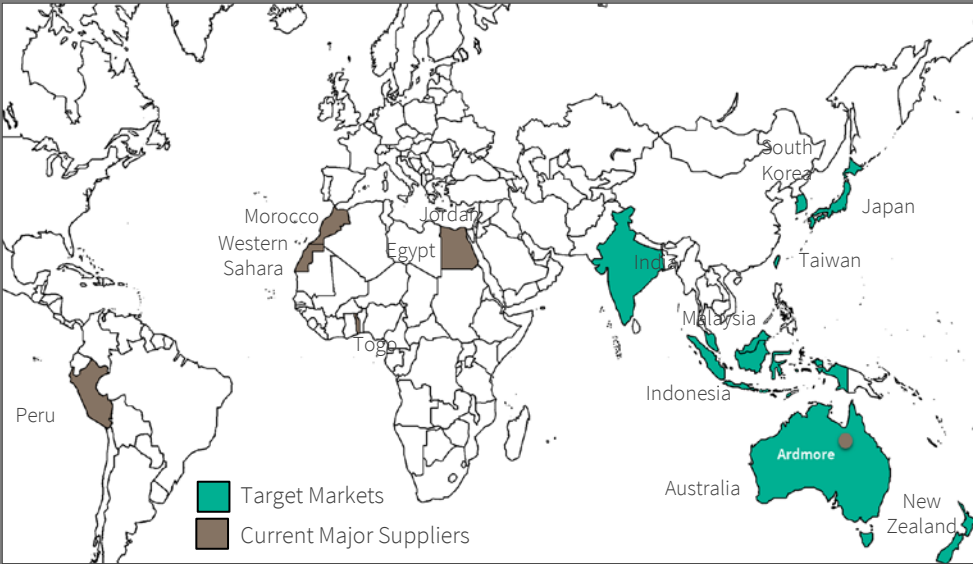 South
Korea
Japan
Morocco
Jordan
Western
Sahara
Egypt
India
Taiwan
Malaysia
Togo
Indonesia
Peru
Ardmore
Australia
New
Zealand
Target Markets
Current Major Suppliers